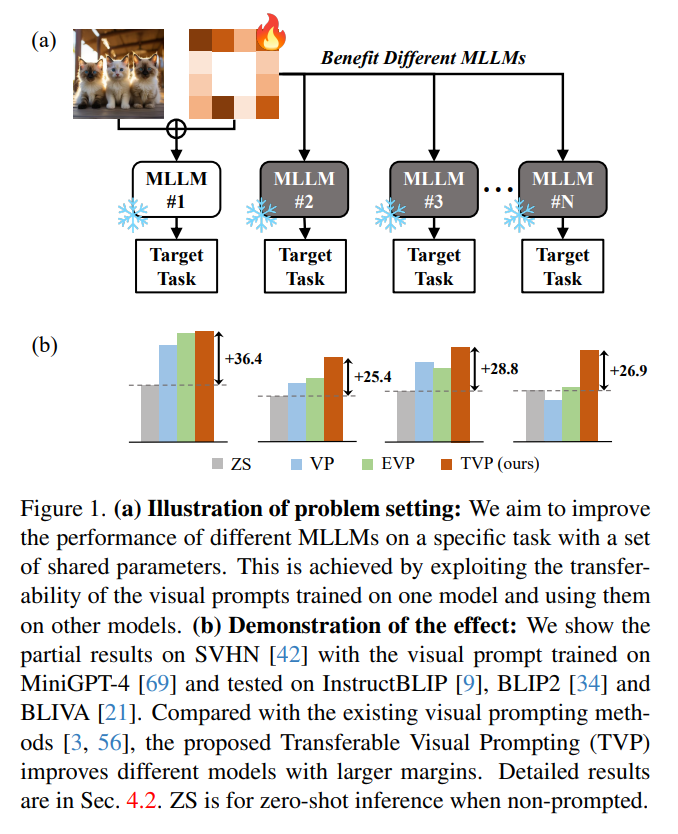 (a)
Benefit Different MLLMs
MLLM #1
MLLM #2
MLLM #3
...
MLLM #N
Target Task
Target Task
Target Task
Target Task
(b)
+36.4
+25.4
+28.8
+26.9
ZS VP EVP TVP (ours)
Figure 1. (a) Illustration of problem setting: We aim to improve
the performance of different MLLMs on a specific task with a set
of shared parameters. This is achieved by exploiting the transfer-
ability of the visual prompts trained on one model and using them
on other models. (b) Demonstration of the effect: We show the
partial results on SVHN [42] with the visual prompt trained on
MiniGPT-4 [69] and tested on InstructBLIP [9], BLIP2 [34] and
BLIVA [21]. Compared with the existing visual prompting meth-
ods [3, 56], the proposed Transferable Visual Prompting (TVP)
improves different models with larger margins. Detailed results
are in Sec. 4.2. ZS is for zero-shot inference when non-prompted.